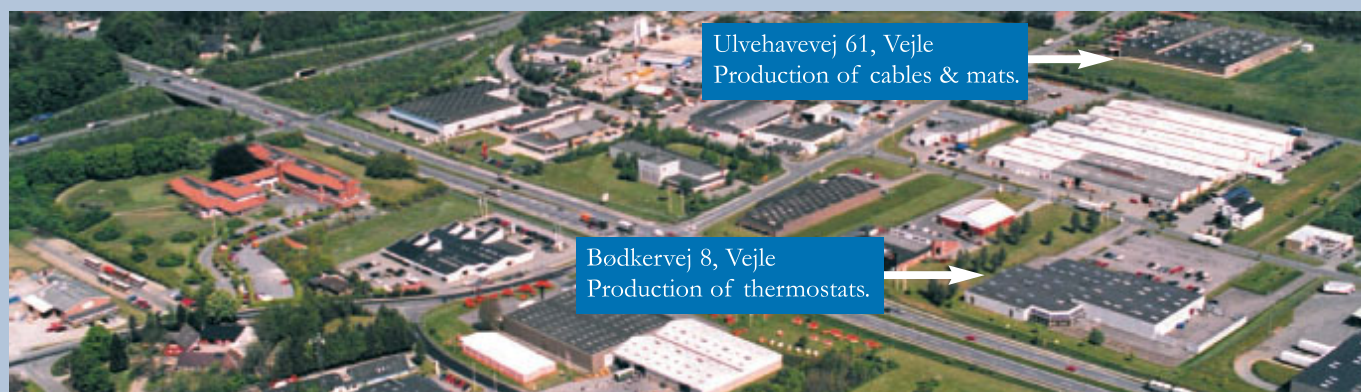 Ulvehavevej 61, Vejle
Production of cables & mats.
Bødkervej 8, Vejle
Production of thermostats.